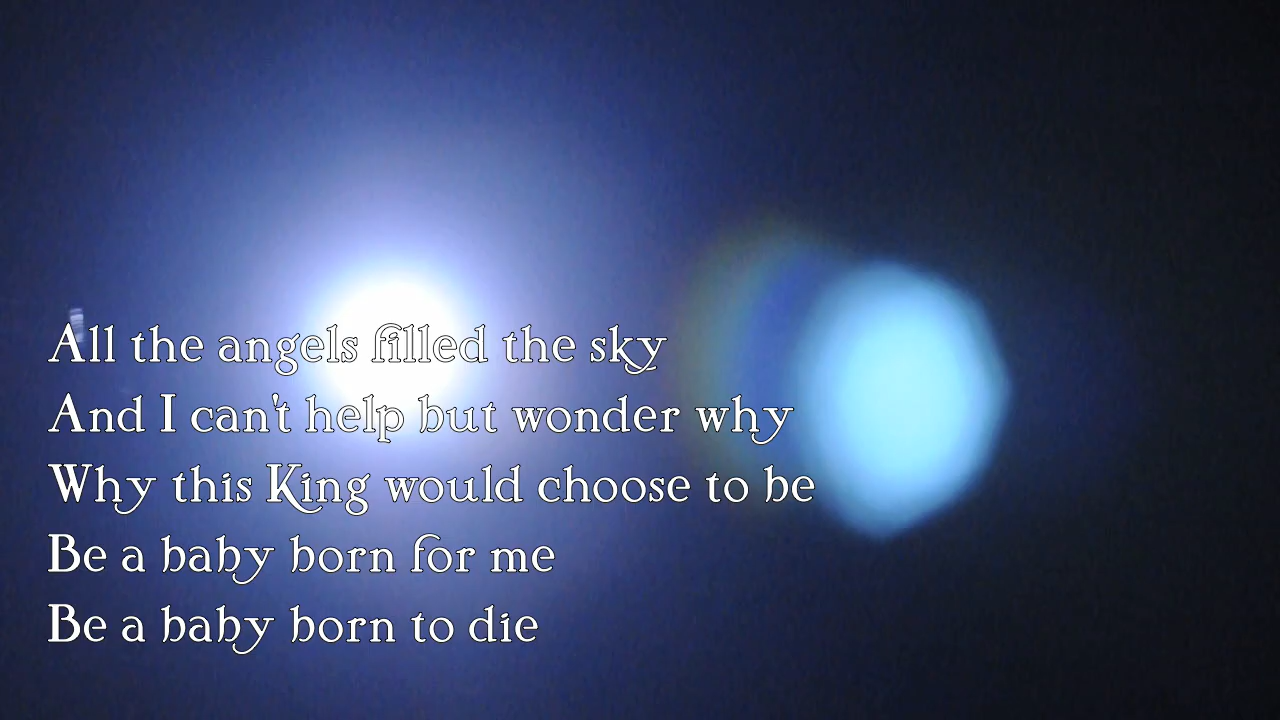 All the angels filled the sky
And I can't help but wonder why
Why this King would choose to be
Be a baby born for me
Be a baby born to die